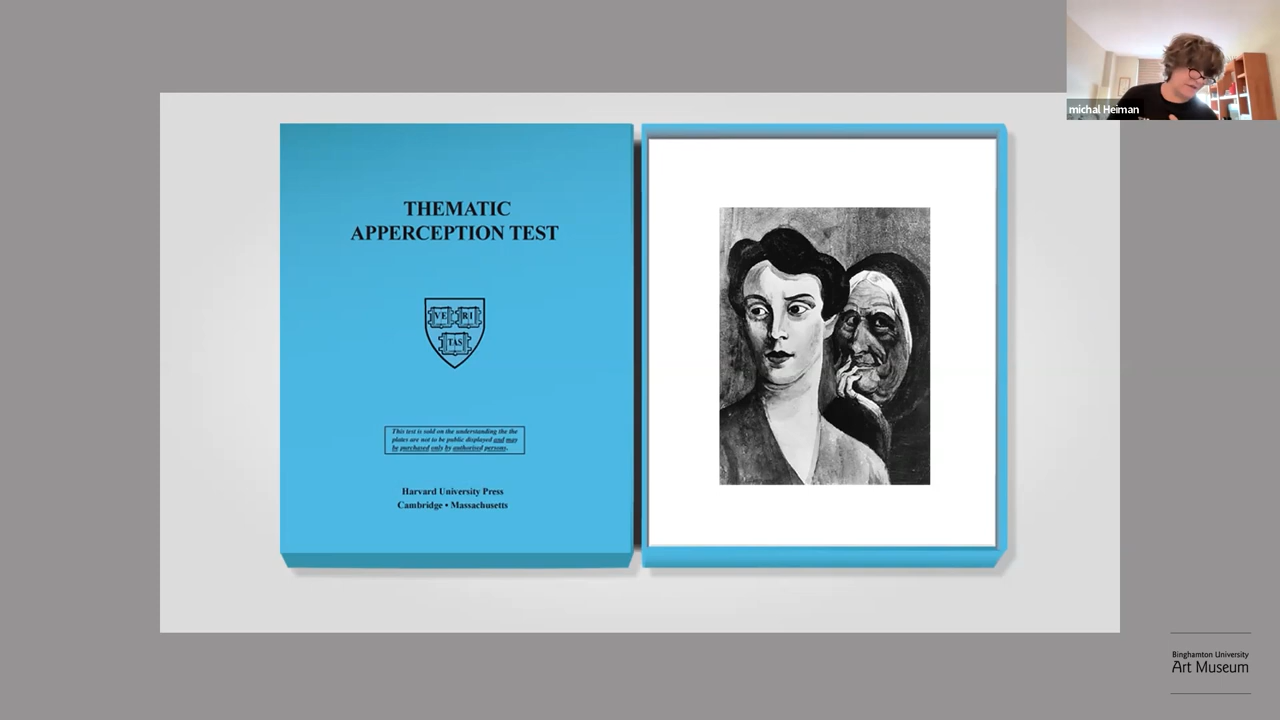 michal Heiman
THEMATIC
APPERCEPTION TEST
VE RI
TAS
This test is sold on the understanding the the
plates are not to be public displayed and may
be purchased only by authorised persons.
Harvard University Press
Cambridge • Massachusetts
Binghamton University
Art Museum